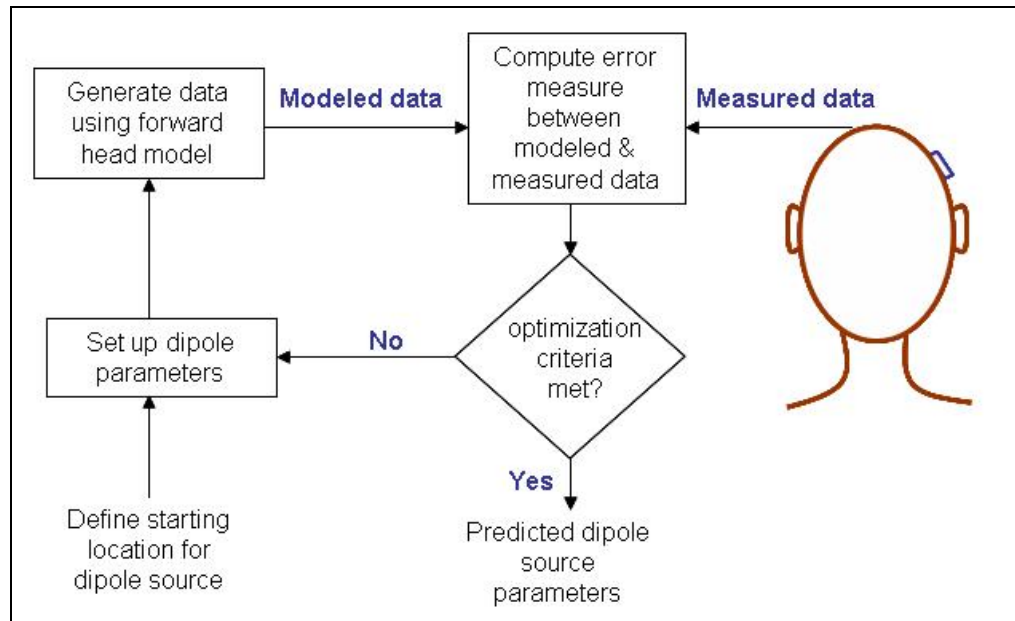 Generate data
using forward
head model
Modeled data
Compute error
measure
between
modeled &
measured data
Measured data
Set up dipole
parameters
No
optimization
criteria
met?
Yes
Define starting
location for
dipole source
Predicted dipole
source
parameters